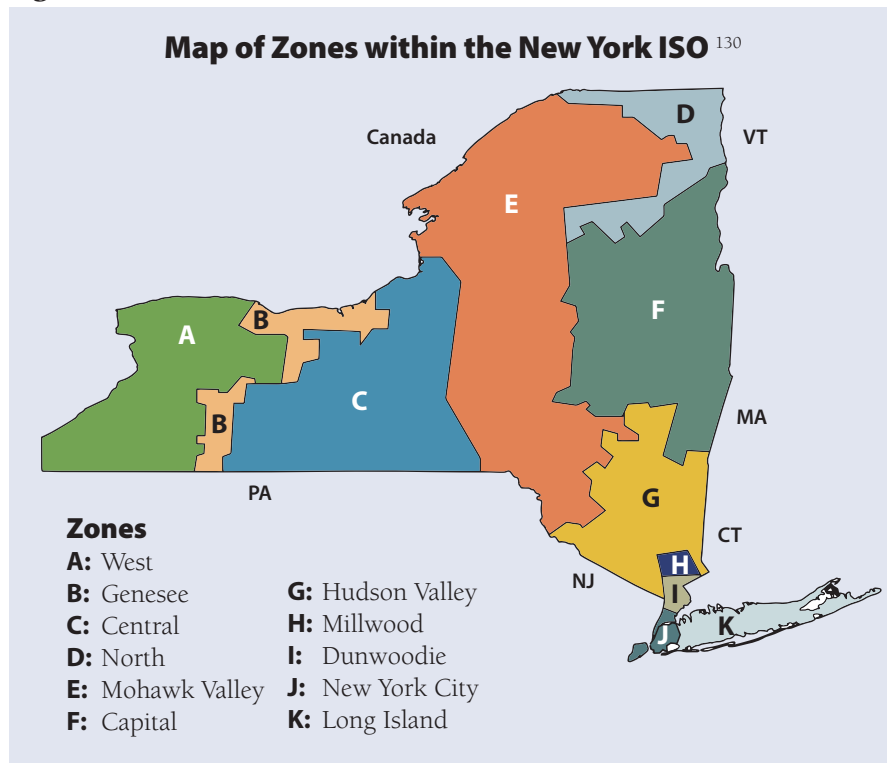 Map of Zones within the New York ISO 130
D
Canada
VT
E
B
A
F
C
B
MA
PA
G
Zones
CT
A: West
H
NJ
B: Genesee
G: Hudson Valley
I
C: Central
H: Millwood
K
J
D: North
I: Dunwoodie
E: Mohawk Valley
J: New York City
F: Capital
K: Long Island